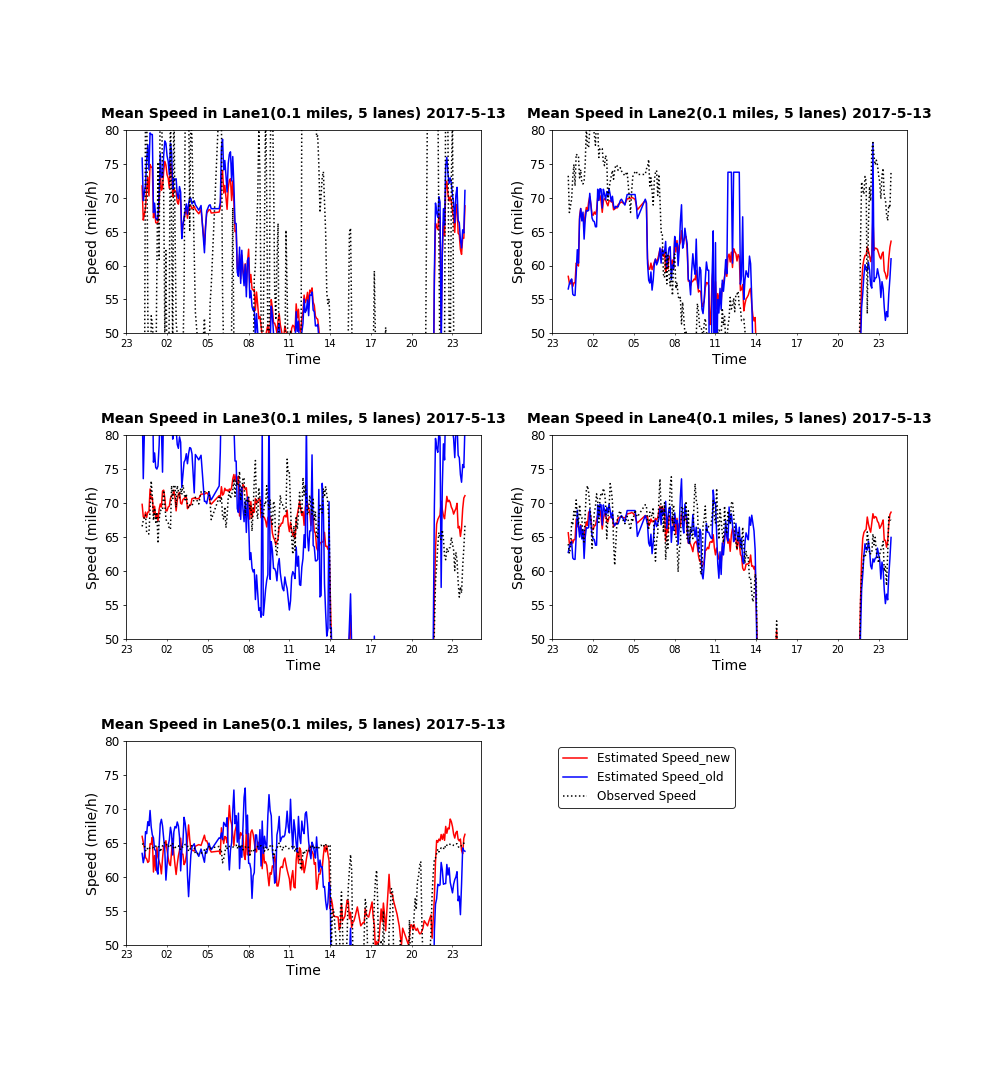 Mean Speed in Lane1(0.1 miles, 5 lanes) 2017-5-13
80
75
70
65
60
55
50
Speed (mile/h)
23 02 05 08 11 14 17 20 23
Time
Mean Speed in Lane2(0.1 miles, 5 lanes) 2017-5-13
80
75
70
65
60
55
50
Speed (mile/h)
23 02 05 08 11 14 17 20 23
Time
Mean Speed in Lane3(0.1 miles, 5 lanes) 2017-5-13
80
75
70
65
60
55
50
Speed (mile/h)
23 02 05 08 11 14 17 20 23
Time
Mean Speed in Lane4(0.1 miles, 5 lanes) 2017-5-13
80
75
70
65
60
55
50
Speed (mile/h)
23 02 05 08 11 14 17 20 23
Time
Mean Speed in Lane5(0.1 miles, 5 lanes) 2017-5-13
80
75
70
65
60
55
50
Speed (mile/h)
23 02 05 08 11 14 17 20 23
Time
Estimated Speed_new
Estimated Speed_old
Observed Speed